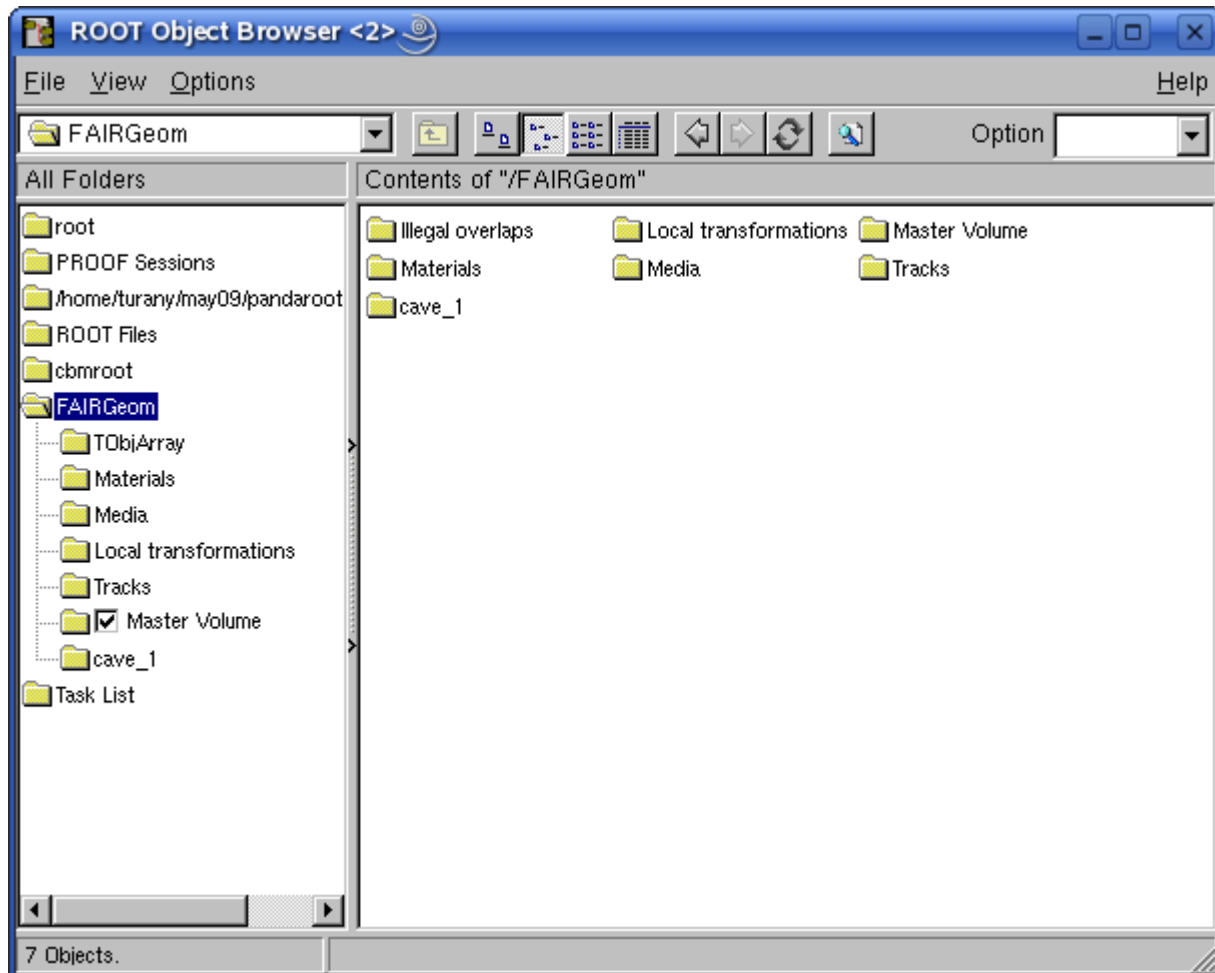 ROOT Object Browser <2>
File View Options Help
FAIRGeom Option
All Folders Contents of "/FAIRGeom"
root
PROOF Sessions
/home/turany/may09/pandaroot
ROOT Files
cbmroot
FAIRGeom
TObjArray
Materials
Media
Local transformations
Tracks
Master Volume
cave_1
Task List
Illegal overlaps Local transformations Master Volume
Materials Media Tracks
cave_1
7 Objects.